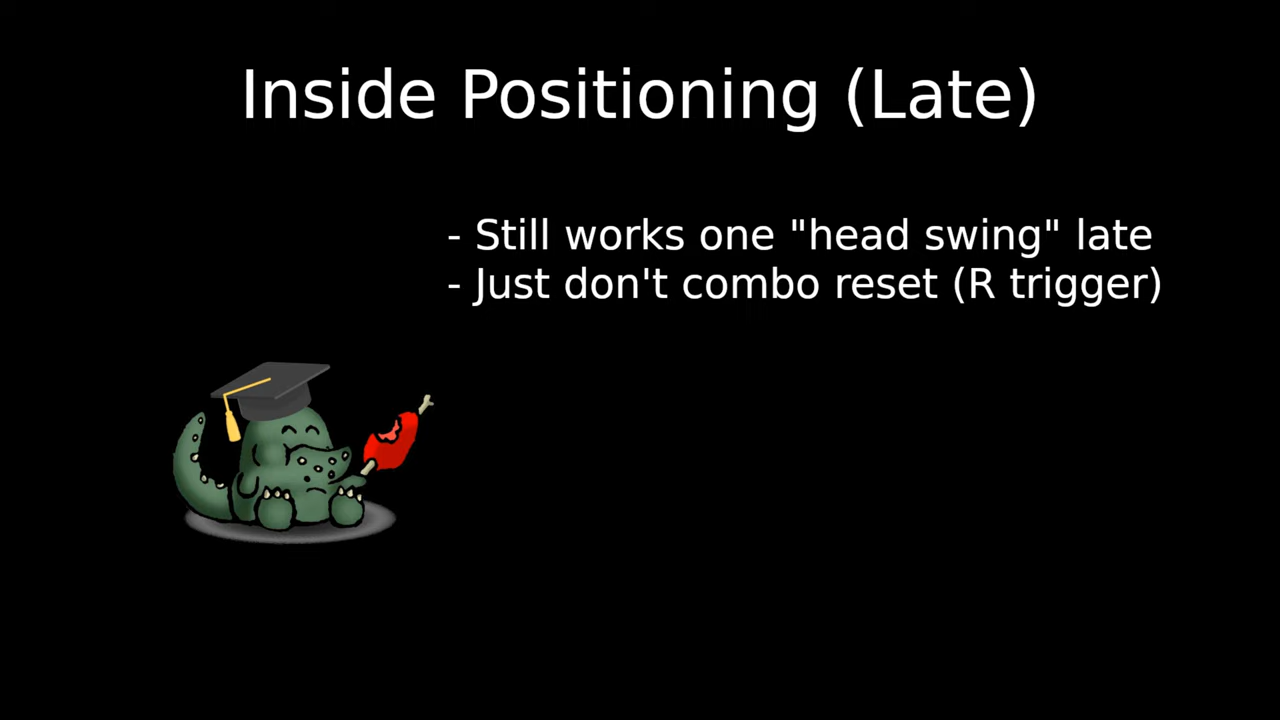 Inside Positioning (Late)
- Still works one "head swing" late
- Just don't combo reset (R trigger)